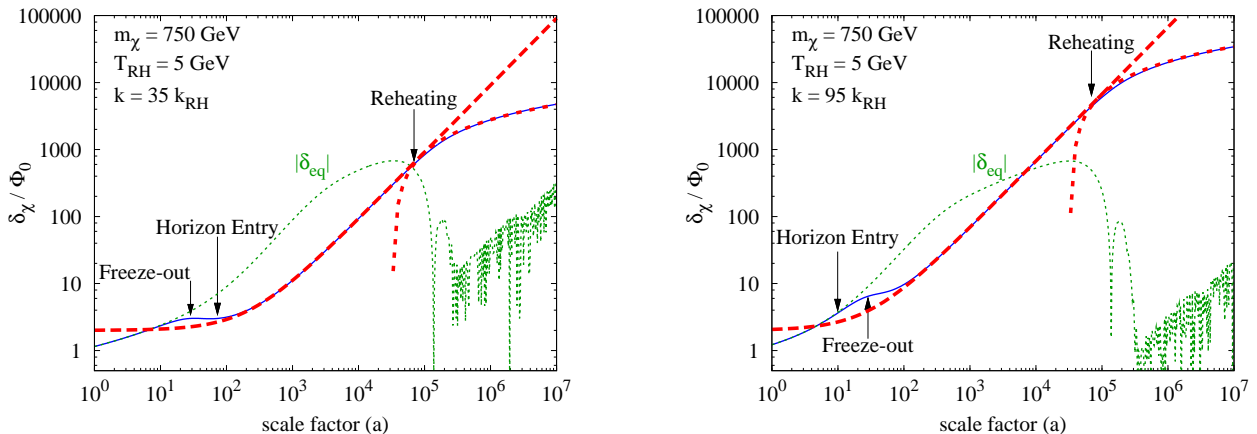 100000
10000
1000
100
10
1
δχ / Φ0
mχ = 750 GeV
TRH = 5 GeV
k = 35 kRH
Reheating
|δeq|
Horizon Entry
Freeze-out
10^0 10^1 10^2 10^3 10^4 10^5 10^6 10^7
scale factor (a)
100000
10000
1000
100
10
1
δχ / Φ0
mχ = 750 GeV
TRH = 5 GeV
k = 95 kRH
Reheating
|δeq|
Horizon Entry
Freeze-out
10^0 10^1 10^2 10^3 10^4 10^5 10^6 10^7
scale factor (a)